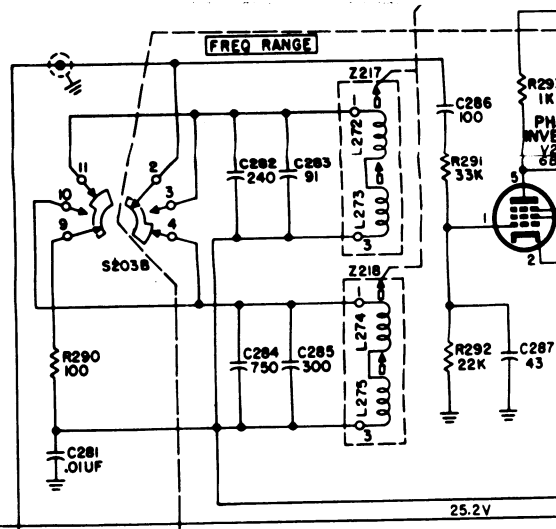 FREQ RANGE
Z217
1
L272
L273
3
C286
100
R291
33K
1K
5
1
2
11
10
9
2
3
4
S203B
C282
240
C283
91
Z218
1
L274
L275
3
C284
750
C285
300
R290
100
C281
.01UF
R292
22K
C287
43
25.2V